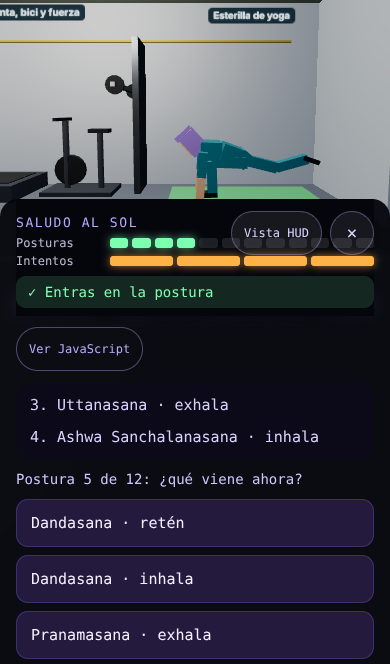 nta, bici y fuerza
Esterilla de yoga
SALUDO AL SOL
Vista HUD
×
Posturas
Intentos
✓ Entras en la postura
Ver JavaScript
3. Uttanasana · exhala
4. Ashwa Sanchalanasana · inhala
Postura 5 de 12: ¿qué viene ahora?
Dandasana · retén
Dandasana · inhala
Pranamasana · exhala